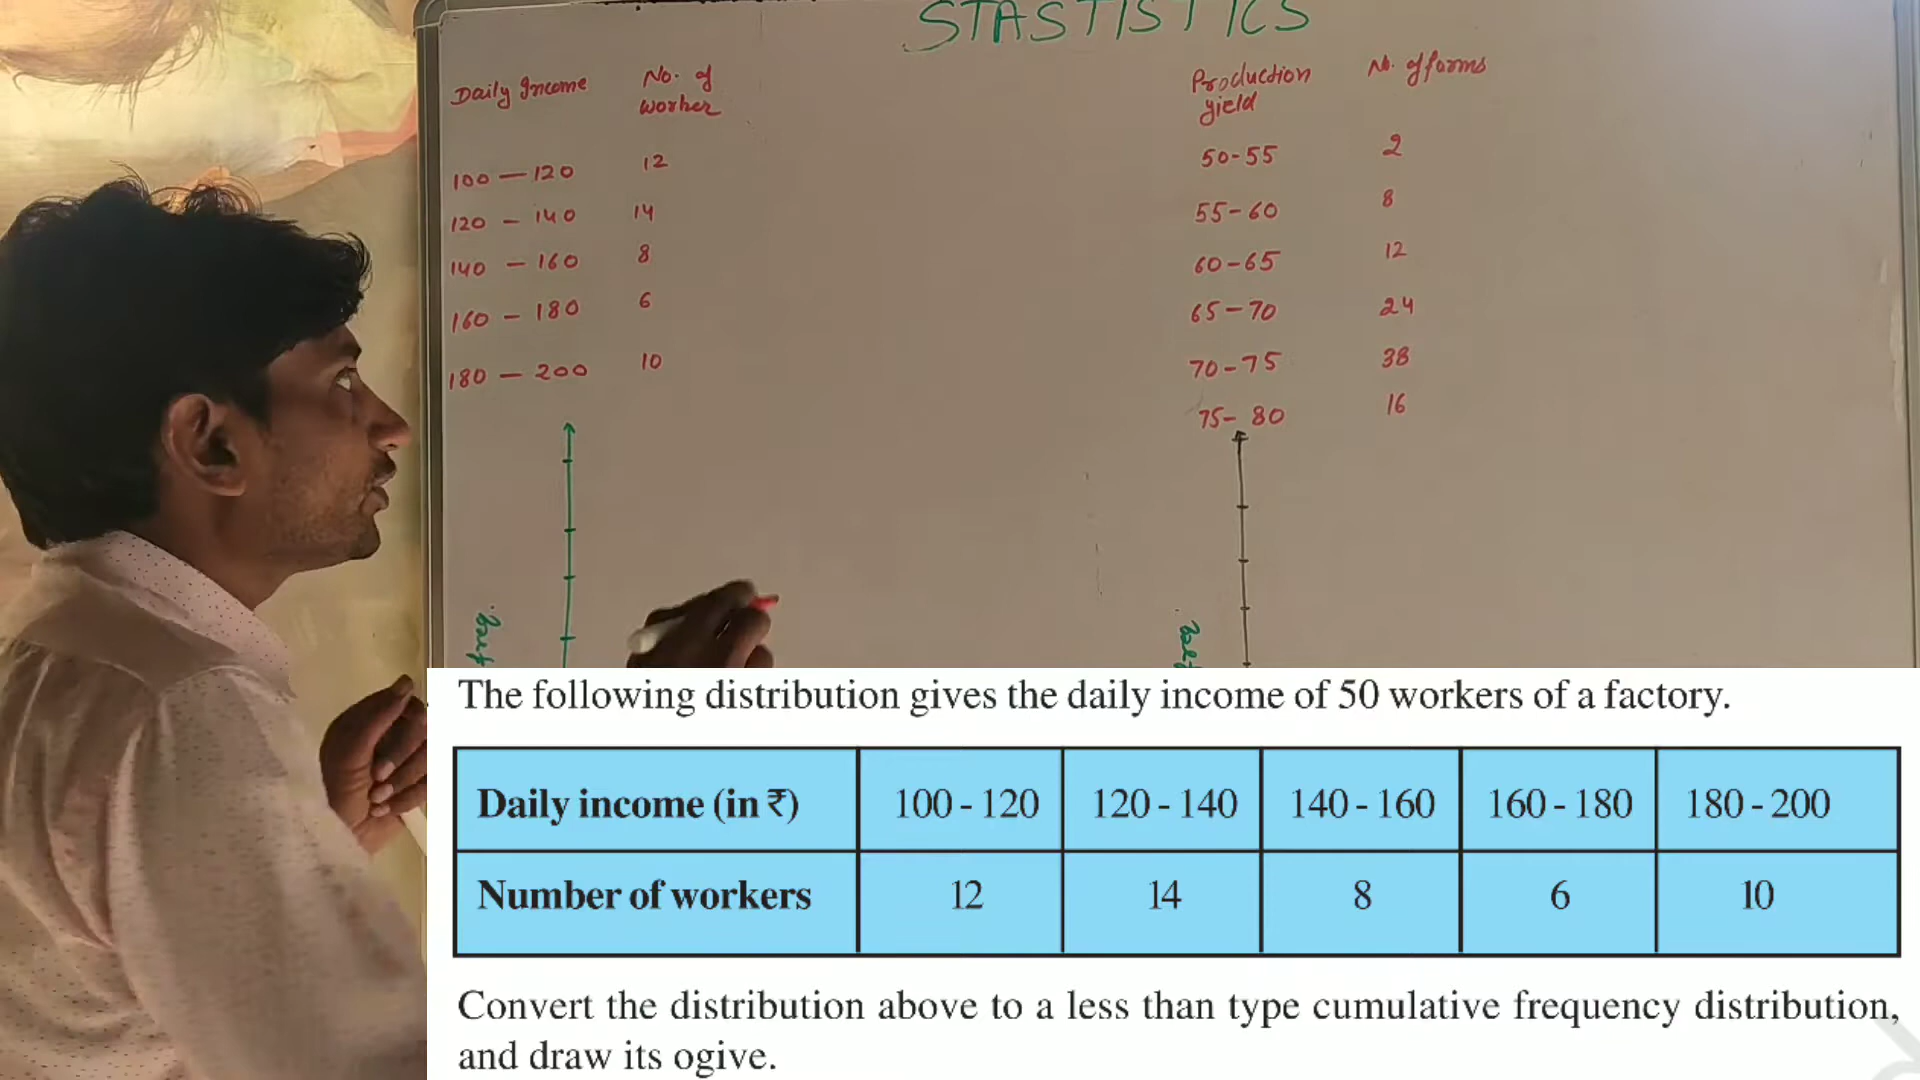 STASTISTICS
Daily Income No. of worker
100 — 120 12
120 - 140 14
140 - 160 8
160 - 180 6
180 - 200 10
Production yield No. of forms
50-55 2
55-60 8
60-65 12
65-70 24
70-75 38
75-80 16
The following distribution gives the daily income of 50 workers of a factory.
Daily income (in ₹) 100 - 120 120 - 140 140 - 160 160 - 180 180 - 200
Number of workers 12 14 8 6 10
Convert the distribution above to a less than type cumulative frequency distribution,
and draw its ogive.